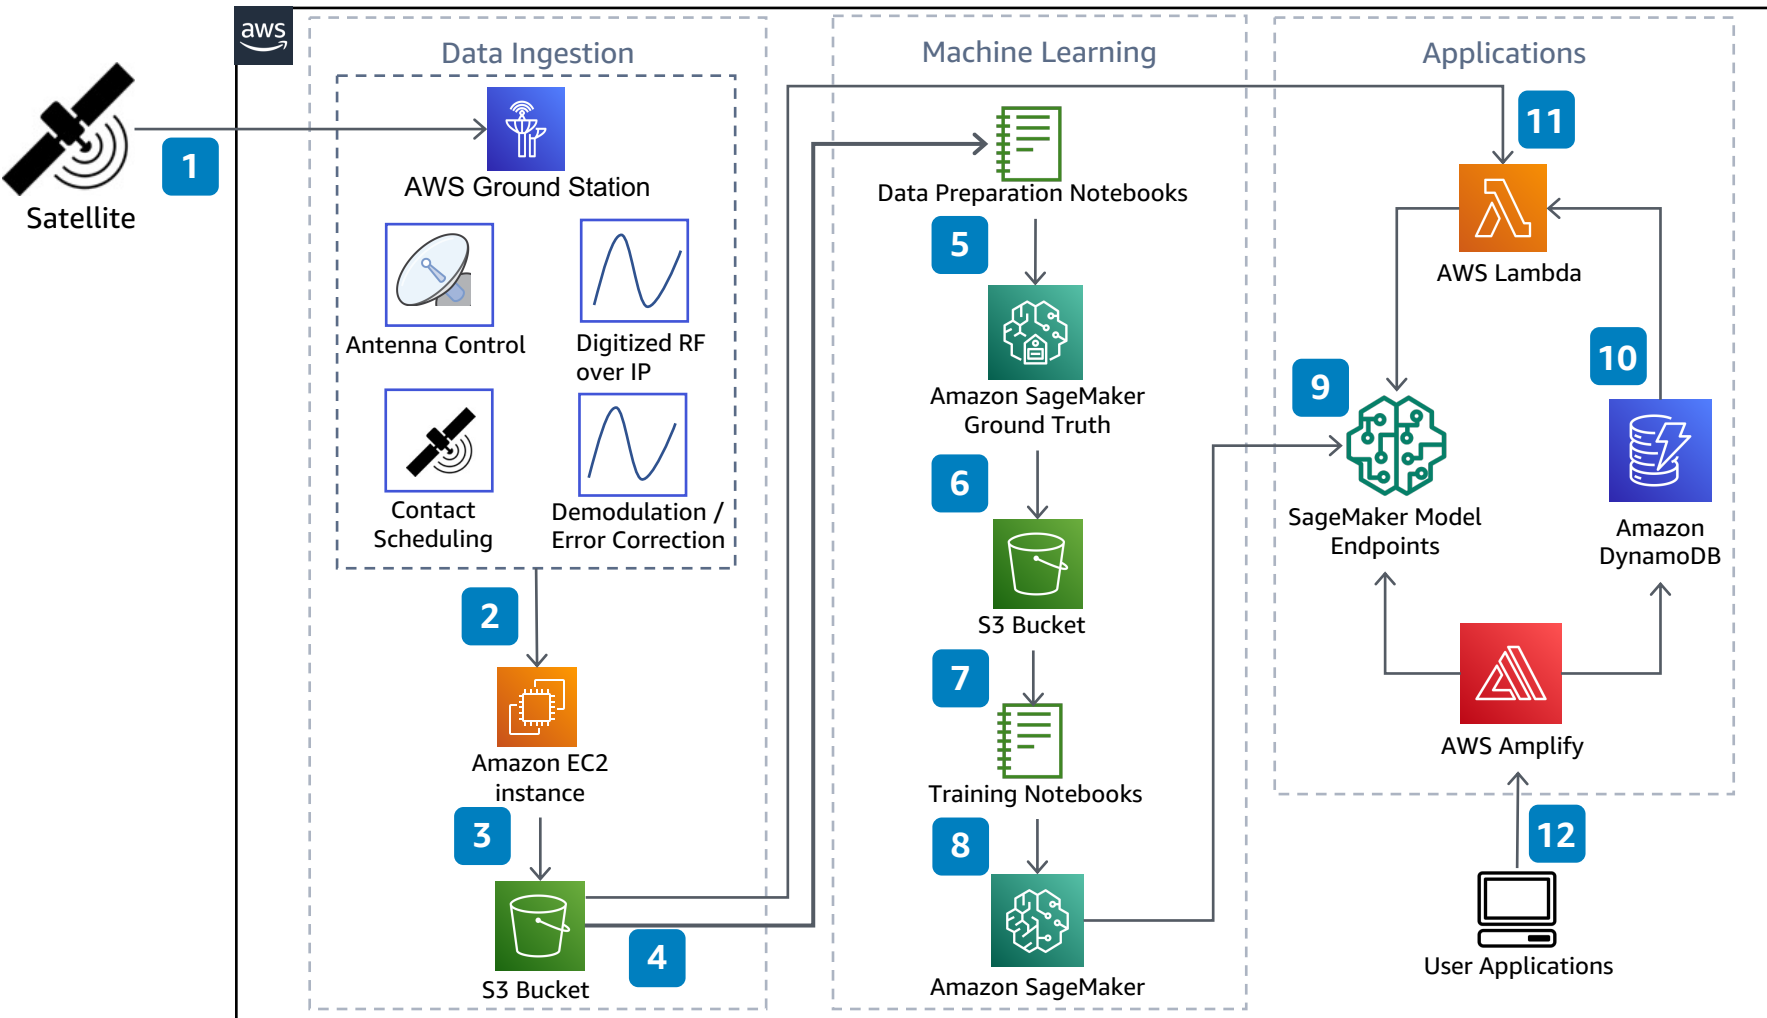 aws
Data Ingestion
Machine Learning
Applications
1
Satellite
AWS Ground Station
Antenna Control
Digitized RF
over IP
Contact
Scheduling
Demodulation /
Error Correction
2
Amazon EC2
instance
3
S3 Bucket
4
Data Preparation Notebooks
5
Amazon SageMaker
Ground Truth
6
S3 Bucket
7
Training Notebooks
8
Amazon SageMaker
11
AWS Lambda
9
10
SageMaker Model
Endpoints
Amazon
DynamoDB
AWS Amplify
12
User Applications